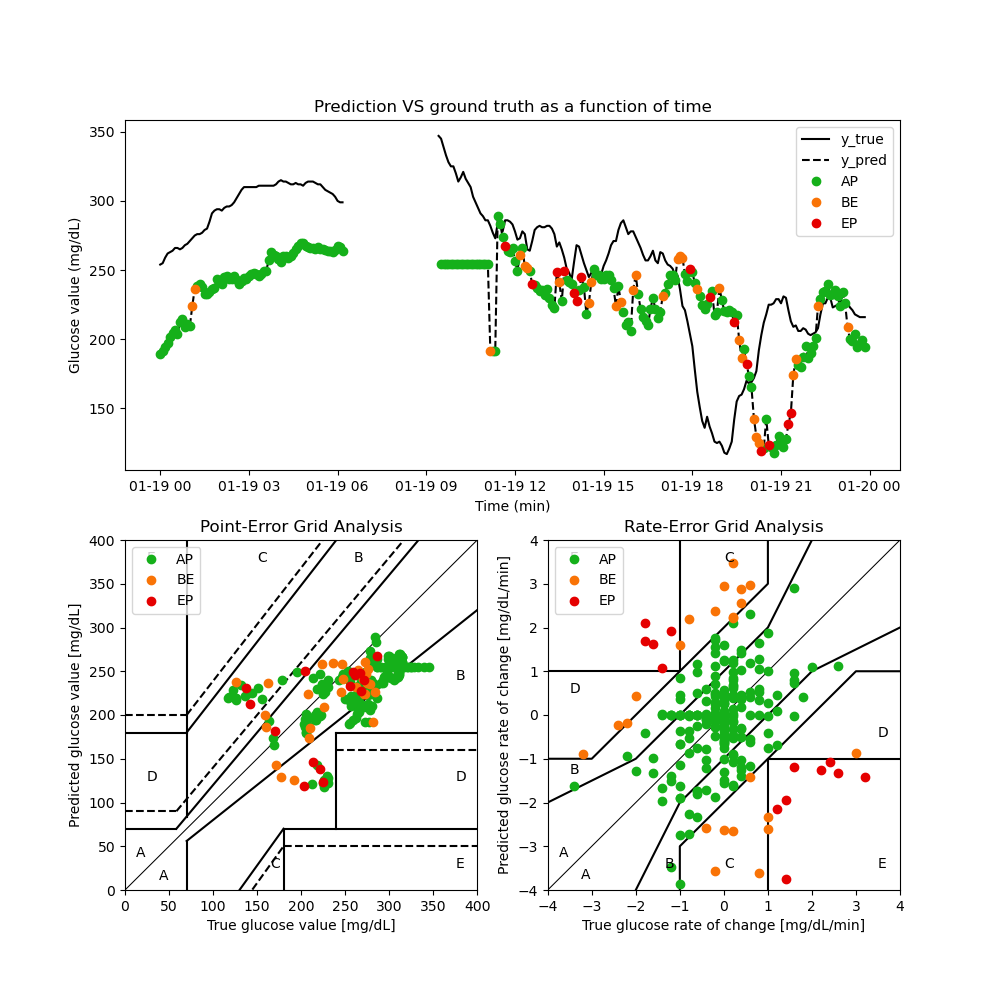 Prediction VS ground truth as a function of time
Glucose value (mg/dL)
350
300
250
200
150
y_true
y_pred
AP
BE
EP
01-19 00 01-19 03 01-19 06 01-19 09 01-19 12 01-19 15 01-19 18 01-19 21 01-20 00
Time (min)
Point-Error Grid Analysis
Predicted glucose value [mg/dL]
400
350
300
250
200
150
100
50
0
AP
BE
EP
C
B
B
D
D
A
A
C
E
0 50 100 150 200 250 300 350 400
True glucose value [mg/dL]
Rate-Error Grid Analysis
Predicted glucose rate of change [mg/dL/min]
4
3
2
1
0
−1
−2
−3
−4
AP
BE
EP
C
D
D
B
A
A
B
C
E
−4 −3 −2 −1 0 1 2 3 4
True glucose rate of change [mg/dL/min]